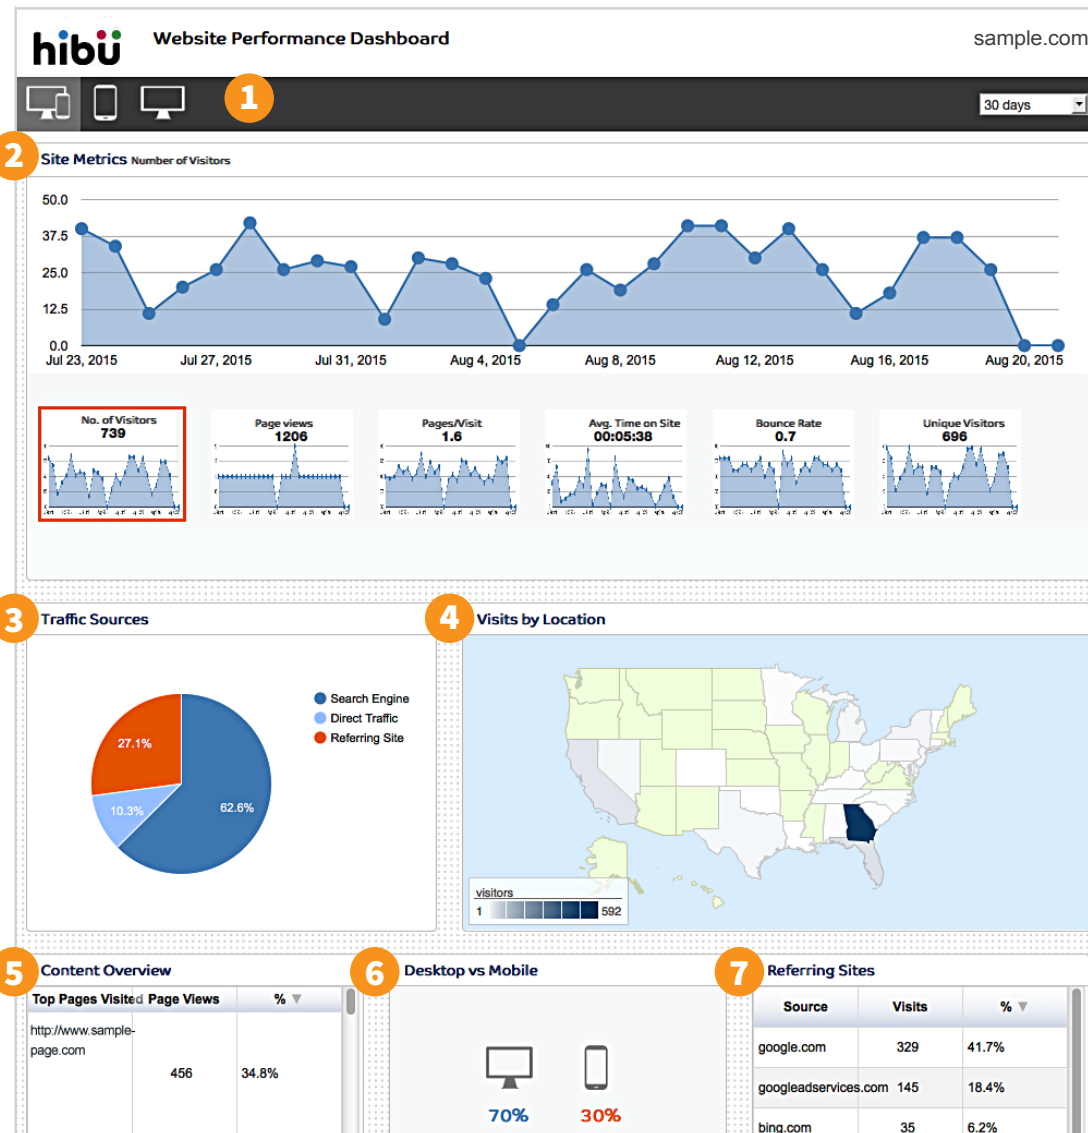 hibü
Website Performance Dashboard
sample.com
1
30 days
2
Site Metrics Number of Visitors
50.0
37.5
25.0
12.5
0.0
Jul 23, 2015 Jul 27, 2015 Jul 31, 2015 Aug 4, 2015 Aug 8, 2015 Aug 12, 2015 Aug 16, 2015 Aug 20, 2015
No. of Visitors
739
Page views
1206
Pages/Visit
1.6
Avg. Time on Site
00:05:38
Bounce Rate
0.7
Unique Visitors
696
3
Traffic Sources
27.1%
10.3%
62.6%
Search Engine
Direct Traffic
Referring Site
4
Visits by Location
visitors
1 592
5
Content Overview
Top Pages Visited Page Views %
http://www.sample-
page.com
456 34.8%
6
Desktop vs Mobile
70% 30%
7
Referring Sites
Source Visits %
google.com 329 41.7%
googleadservices.com 145 18.4%
bing.com 35 6.2%